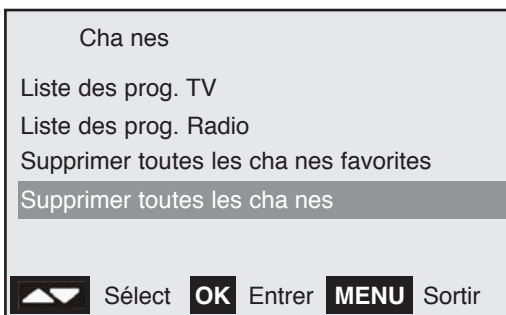 Cha nes
Liste des prog. TV
Liste des prog. Radio
Supprimer toutes les cha nes favorites
Supprimer toutes les cha nes
Sélect OK Entrer MENU Sortir